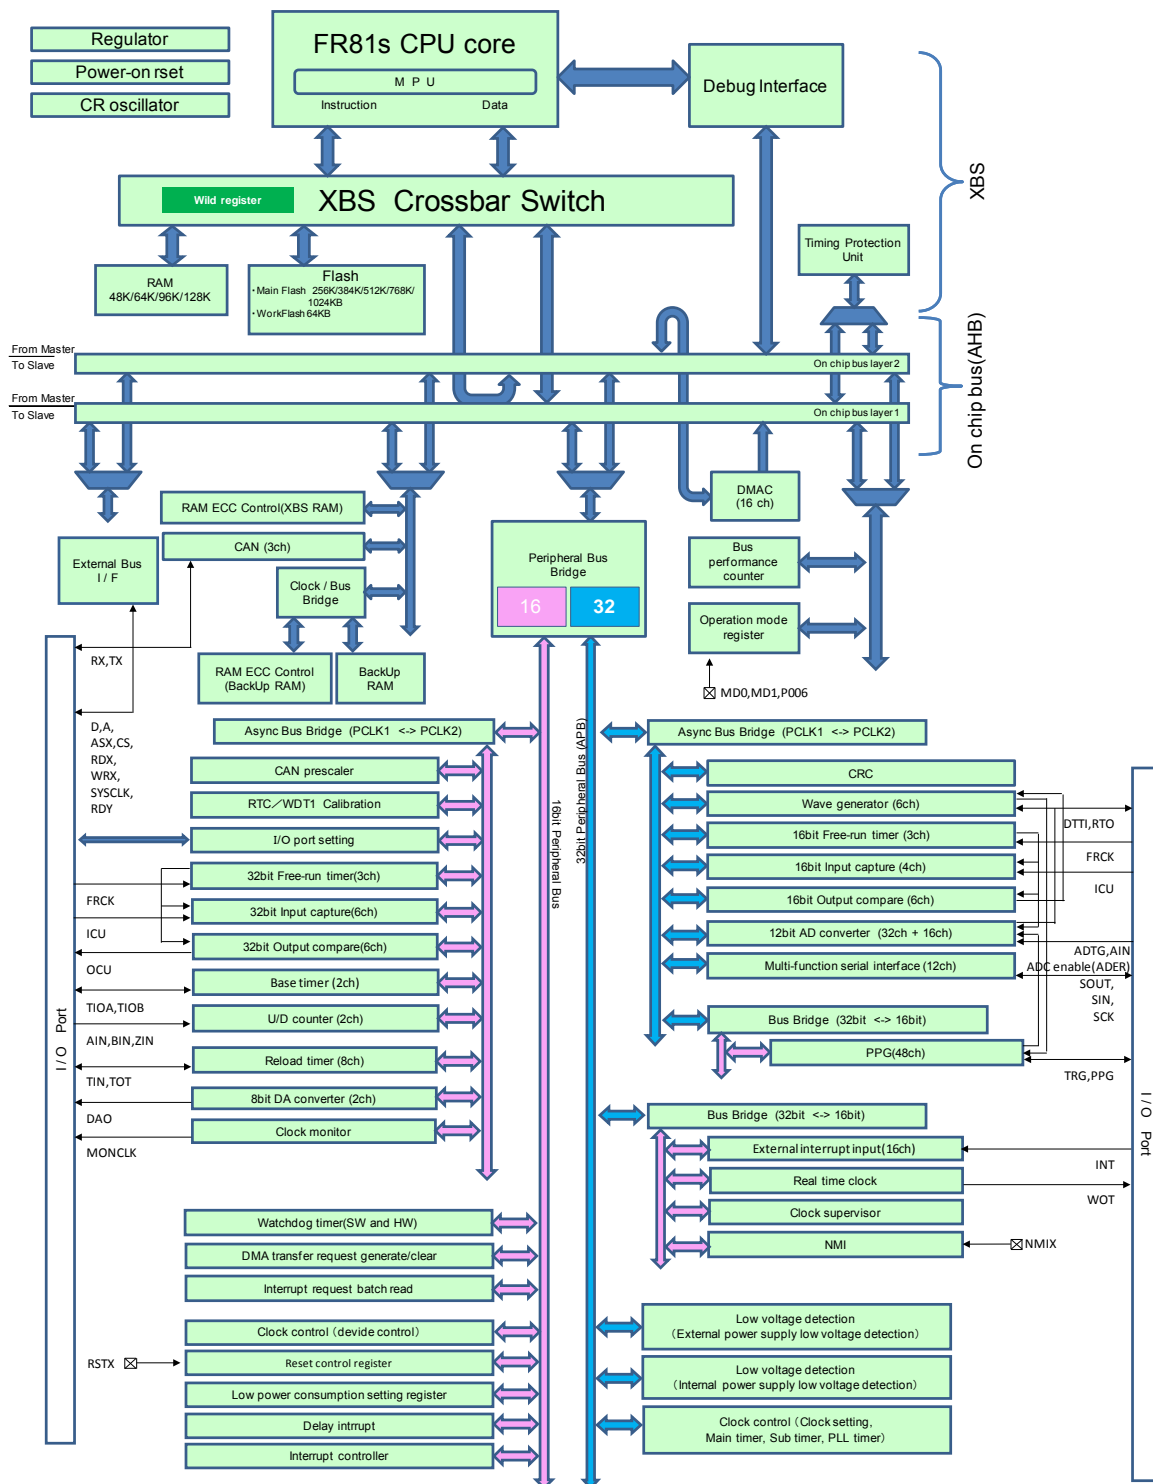 Regulator
Power-on rset
CR oscillator
FR81s CPU core
M P U
Instruction
Data
Debug Interface
XBS
Wild register
XBS Crossbar Switch
Timing Protection
Unit
RAM
48K/64K/96K/128K
Flash
・Main Flash 256K/384K/512K/768K/
1024KB
・WorkFlash 64KB
On chip bus(AHB)
From Master
To Slave
On chip bus layer 2
From Master
To Slave
On chip bus layer 1
RAM ECC Control(XBS RAM)
CAN (3ch)
External Bus
I / F
Clock / Bus
Bridge
RAM ECC Control
(BackUp RAM)
BackUp
RAM
Peripheral Bus
Bridge
16
32
DMAC
(16 ch)
Bus
performance
counter
Operation mode
register
MD0,MD1,P006
RX,TX
D,A,
ASX,CS,
RDX,
WRX,
SYSCLK,
RDY
I / O Port
16bit Peripheral Bus
32bit Peripheral Bus (APB)
Async Bus Bridge (PCLK1 <-> PCLK2)
CAN prescaler
RTC／WDT1 Calibration
I/O port setting
32bit Free-run timer(3ch)
FRCK
32bit Input capture(6ch)
ICU
32bit Output compare(6ch)
OCU
Base timer (2ch)
TIOA,TIOB
U/D counter (2ch)
AIN,BIN,ZIN
Reload timer (8ch)
TIN,TOT
8bit DA converter (2ch)
DAO
Clock monitor
MONCLK
Watchdog timer(SW and HW)
DMA transfer request generate/clear
Interrupt request batch read
Clock control（devide control）
RSTX
Reset control register
Low power consumption setting register
Delay intrrupt
Interrupt controller
Async Bus Bridge (PCLK1 <-> PCLK2)
CRC
Wave generator (6ch)
DTTI,RTO
16bit Free-run timer (3ch)
FRCK
16bit Input capture (4ch)
ICU
16bit Output compare (6ch)
12bit AD converter (32ch + 16ch)
ADTG,AIN
ADC enable(ADER)
Multi-function serial interface (12ch)
SOUT,
SIN,
SCK
Bus Bridge (32bit <-> 16bit)
PPG(48ch)
TRG,PPG
I / O Port
Bus Bridge (32bit <-> 16bit)
External interrupt input(16ch)
INT
Real time clock
WOT
Clock supervisor
NMI
NMIX
Low voltage detection
（External power supply low voltage detection）
Low voltage detection
（Internal power supply low voltage detection）
Clock control（Clock setting,
Main timer, Sub timer, PLL timer）